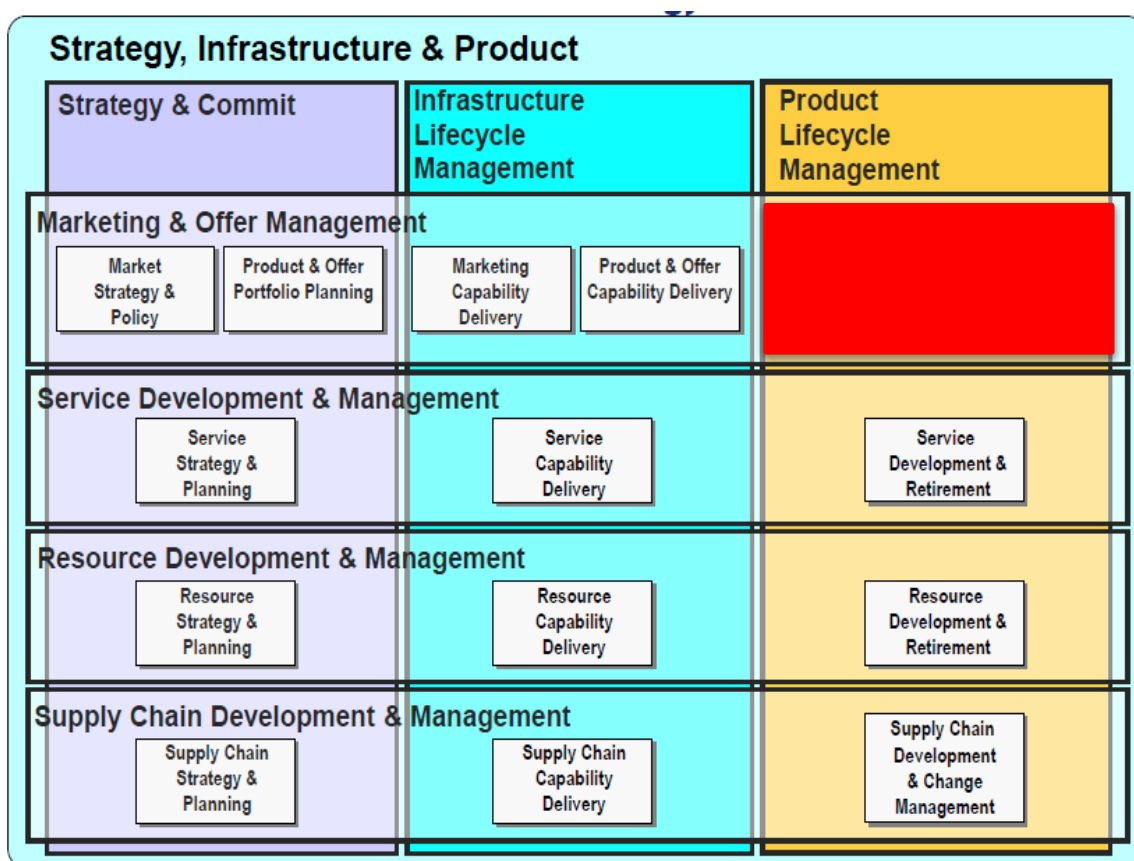 Strategy, Infrastructure & Product
Strategy & Commit
Infrastructure
Lifecycle
Management
Product
Lifecycle
Management
Marketing & Offer Management
Market
Strategy &
Policy
Product & Offer
Portfolio Planning
Marketing
Capability
Delivery
Product & Offer
Capability Delivery
Service Development & Management
Service
Strategy &
Planning
Service
Capability
Delivery
Service
Development &
Retirement
Resource Development & Management
Resource
Strategy &
Planning
Resource
Capability
Delivery
Resource
Development &
Retirement
Supply Chain Development & Management
Supply Chain
Strategy &
Planning
Supply Chain
Capability
Delivery
Supply Chain
Development
& Change
Management